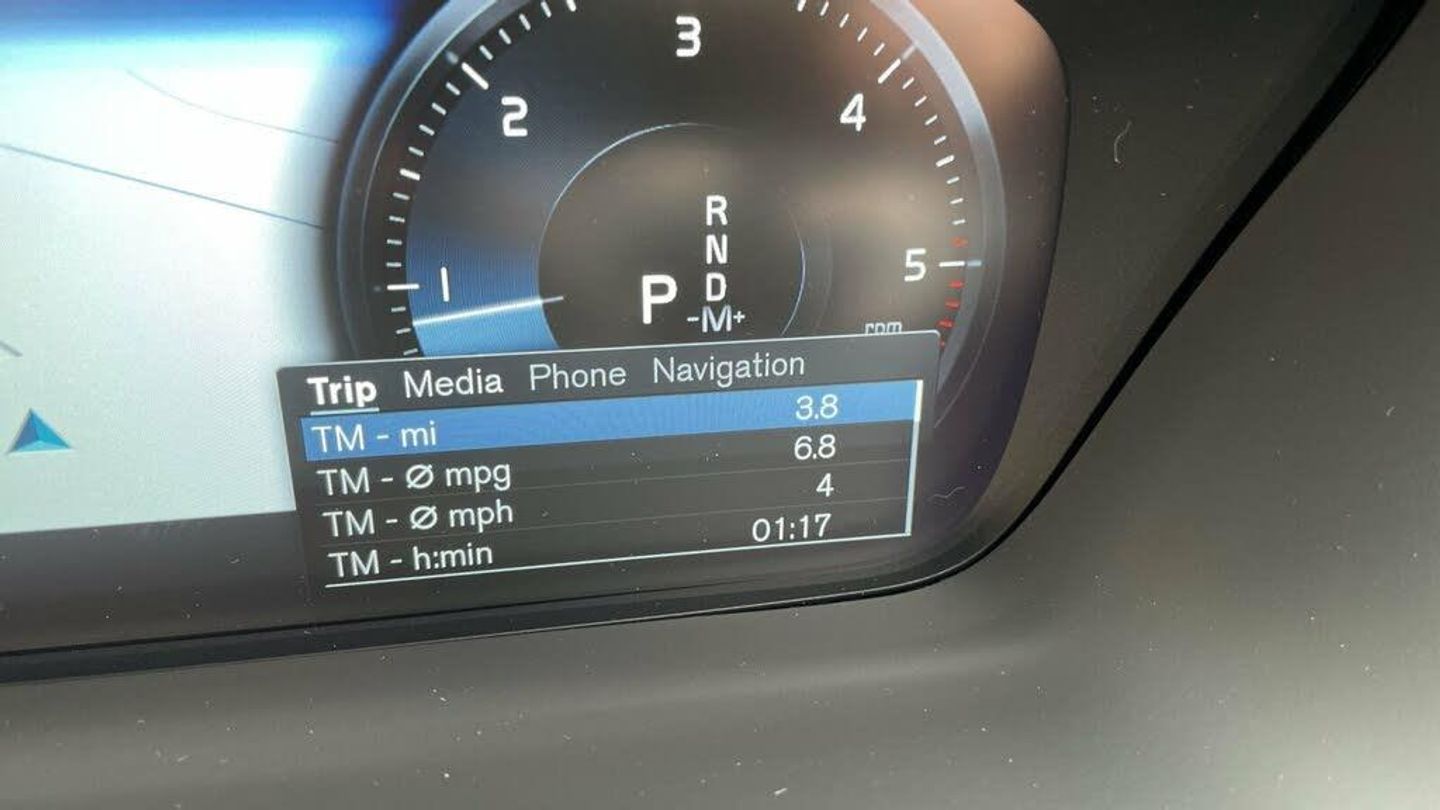 3
2
4
R
N
1
5
P
D
-M+
rpm
Trip Media Phone Navigation
TM - mi 3.8
TM - Ø mpg 6.8
TM - Ø mph 4
TM - h:min 01:17